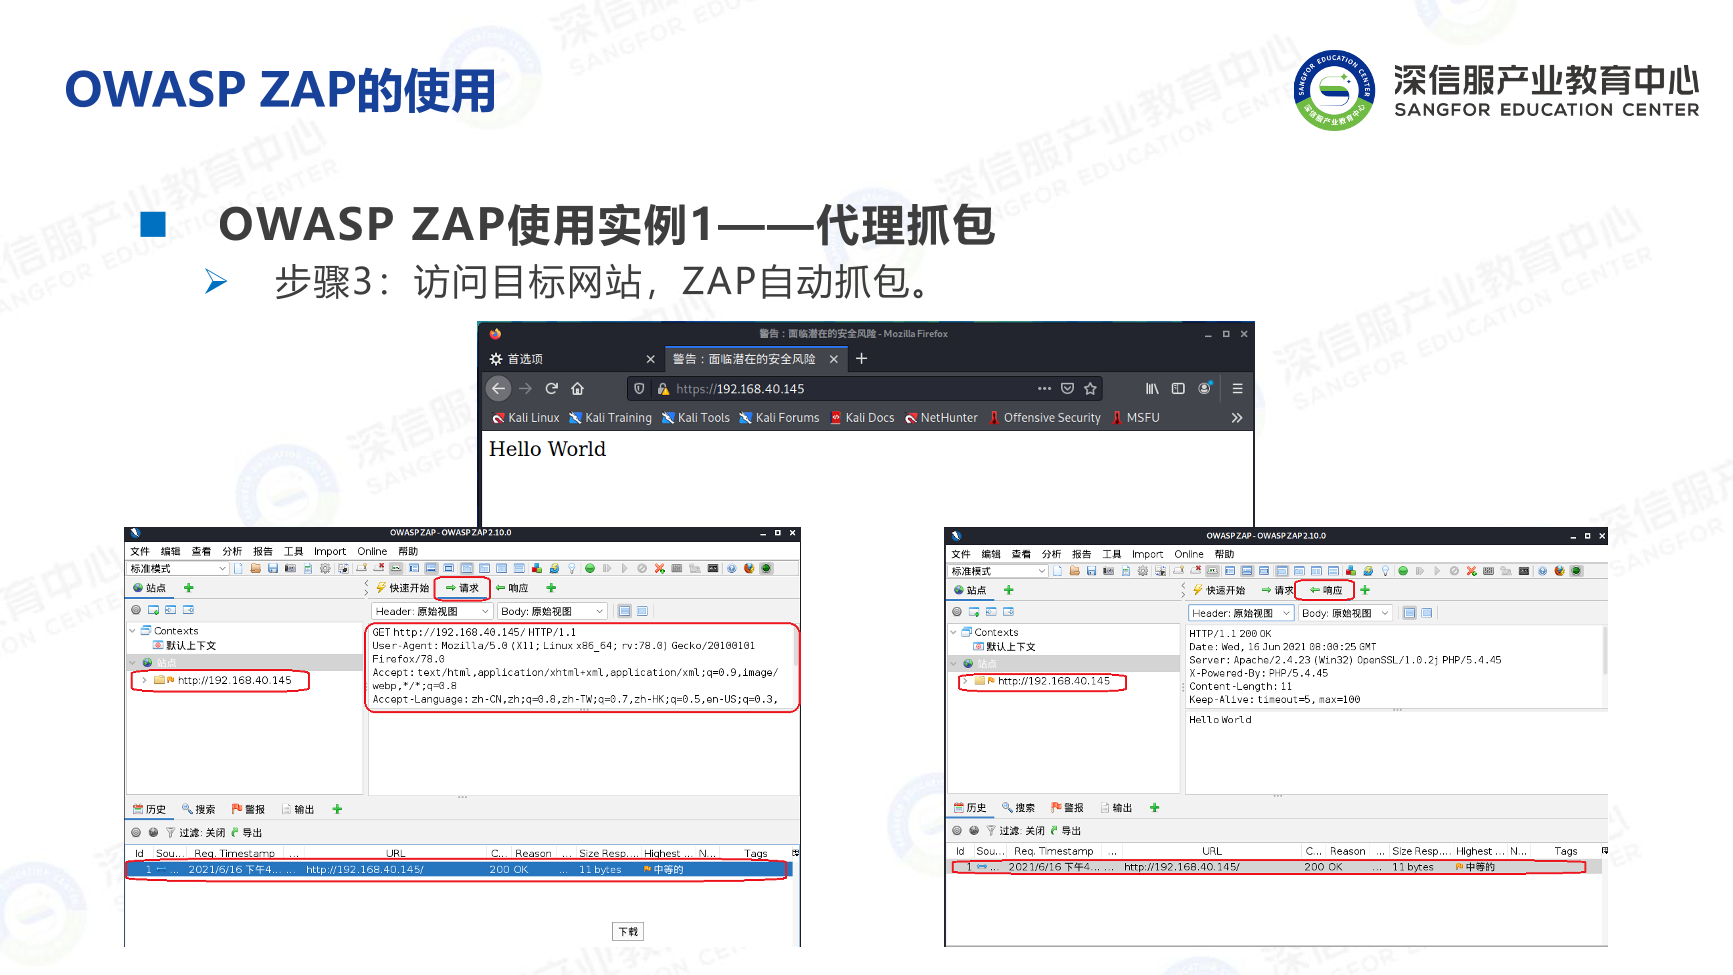 OWASP ZAP的使用
深信服产业教育中心
SANGFOR EDUCATION CENTER
OWASP ZAP使用实例1——代理抓包
步骤3：访问目标网站，ZAP自动抓包。
警告：面临潜在的安全风险 - Mozilla Firefox
首选项
警告：面临潜在的安全风险
https://192.168.40.145
Kali Linux Kali Training Kali Tools Kali Forums Kali Docs NetHunter Offensive Security MSFU
Hello World
OWASP ZAP - OWASP ZAP 2.10.0
文件 编辑 查看 分析 报告 工具 Import Online 帮助
标准模式
站点
快速开始 请求 响应
Header: 原始视图 Body: 原始视图
Contexts
默认上下文
站点
http://192.168.40.145
GET http://192.168.40.145/ HTTP/1.1
User-Agent: Mozilla/5.0 (X11; Linux x86_64; rv:78.0) Gecko/20100101
Firefox/78.0
Accept: text/html,application/xhtml+xml,application/xml;q=0.9,image/
webp,*/*;q=0.8
Accept-Language: zh-CN,zh;q=0.8,zh-TW;q=0.7,zh-HK;q=0.5,en-US;q=0.3,
历史 搜索 警报 输出
过滤: 关闭 导出
Id Sou... Req. Timestamp ... URL C... Reason ... Size Resp.... Highest ... N... Tags
1 ... 2021/6/16 下午4... ... http://192.168.40.145/ 200 OK ... 11 bytes 中等的
下载
OWASP ZAP - OWASP ZAP 2.10.0
文件 编辑 查看 分析 报告 工具 Import Online 帮助
标准模式
站点
快速开始 请求 响应
Header: 原始视图 Body: 原始视图
Contexts
默认上下文
站点
http://192.168.40.145
HTTP/1.1 200 OK
Date: Wed, 16 Jun 2021 08:00:25 GMT
Server: Apache/2.4.23 (Win32) OpenSSL/1.0.2j PHP/5.4.45
X-Powered-By: PHP/5.4.45
Content-Length: 11
Keep-Alive: timeout=5, max=100
Hello World
历史 搜索 警报 输出
过滤: 关闭 导出
Id Sou... Req. Timestamp ... URL C... Reason ... Size Resp.... Highest ... N... Tags
1 ... 2021/6/16 下午4... ... http://192.168.40.145/ 200 OK ... 11 bytes 中等的